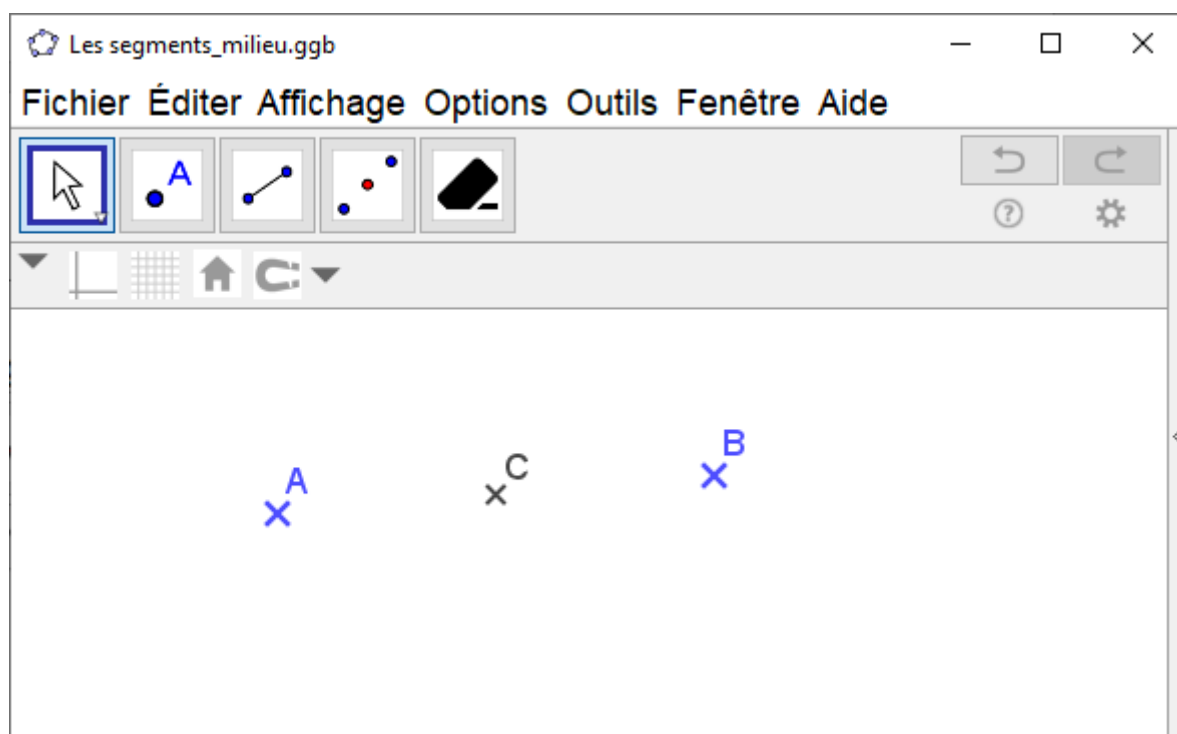 Les segments_milieu.ggb
Fichier Éditer Affichage Options Outils Fenêtre Aide
A
?
B
C
A